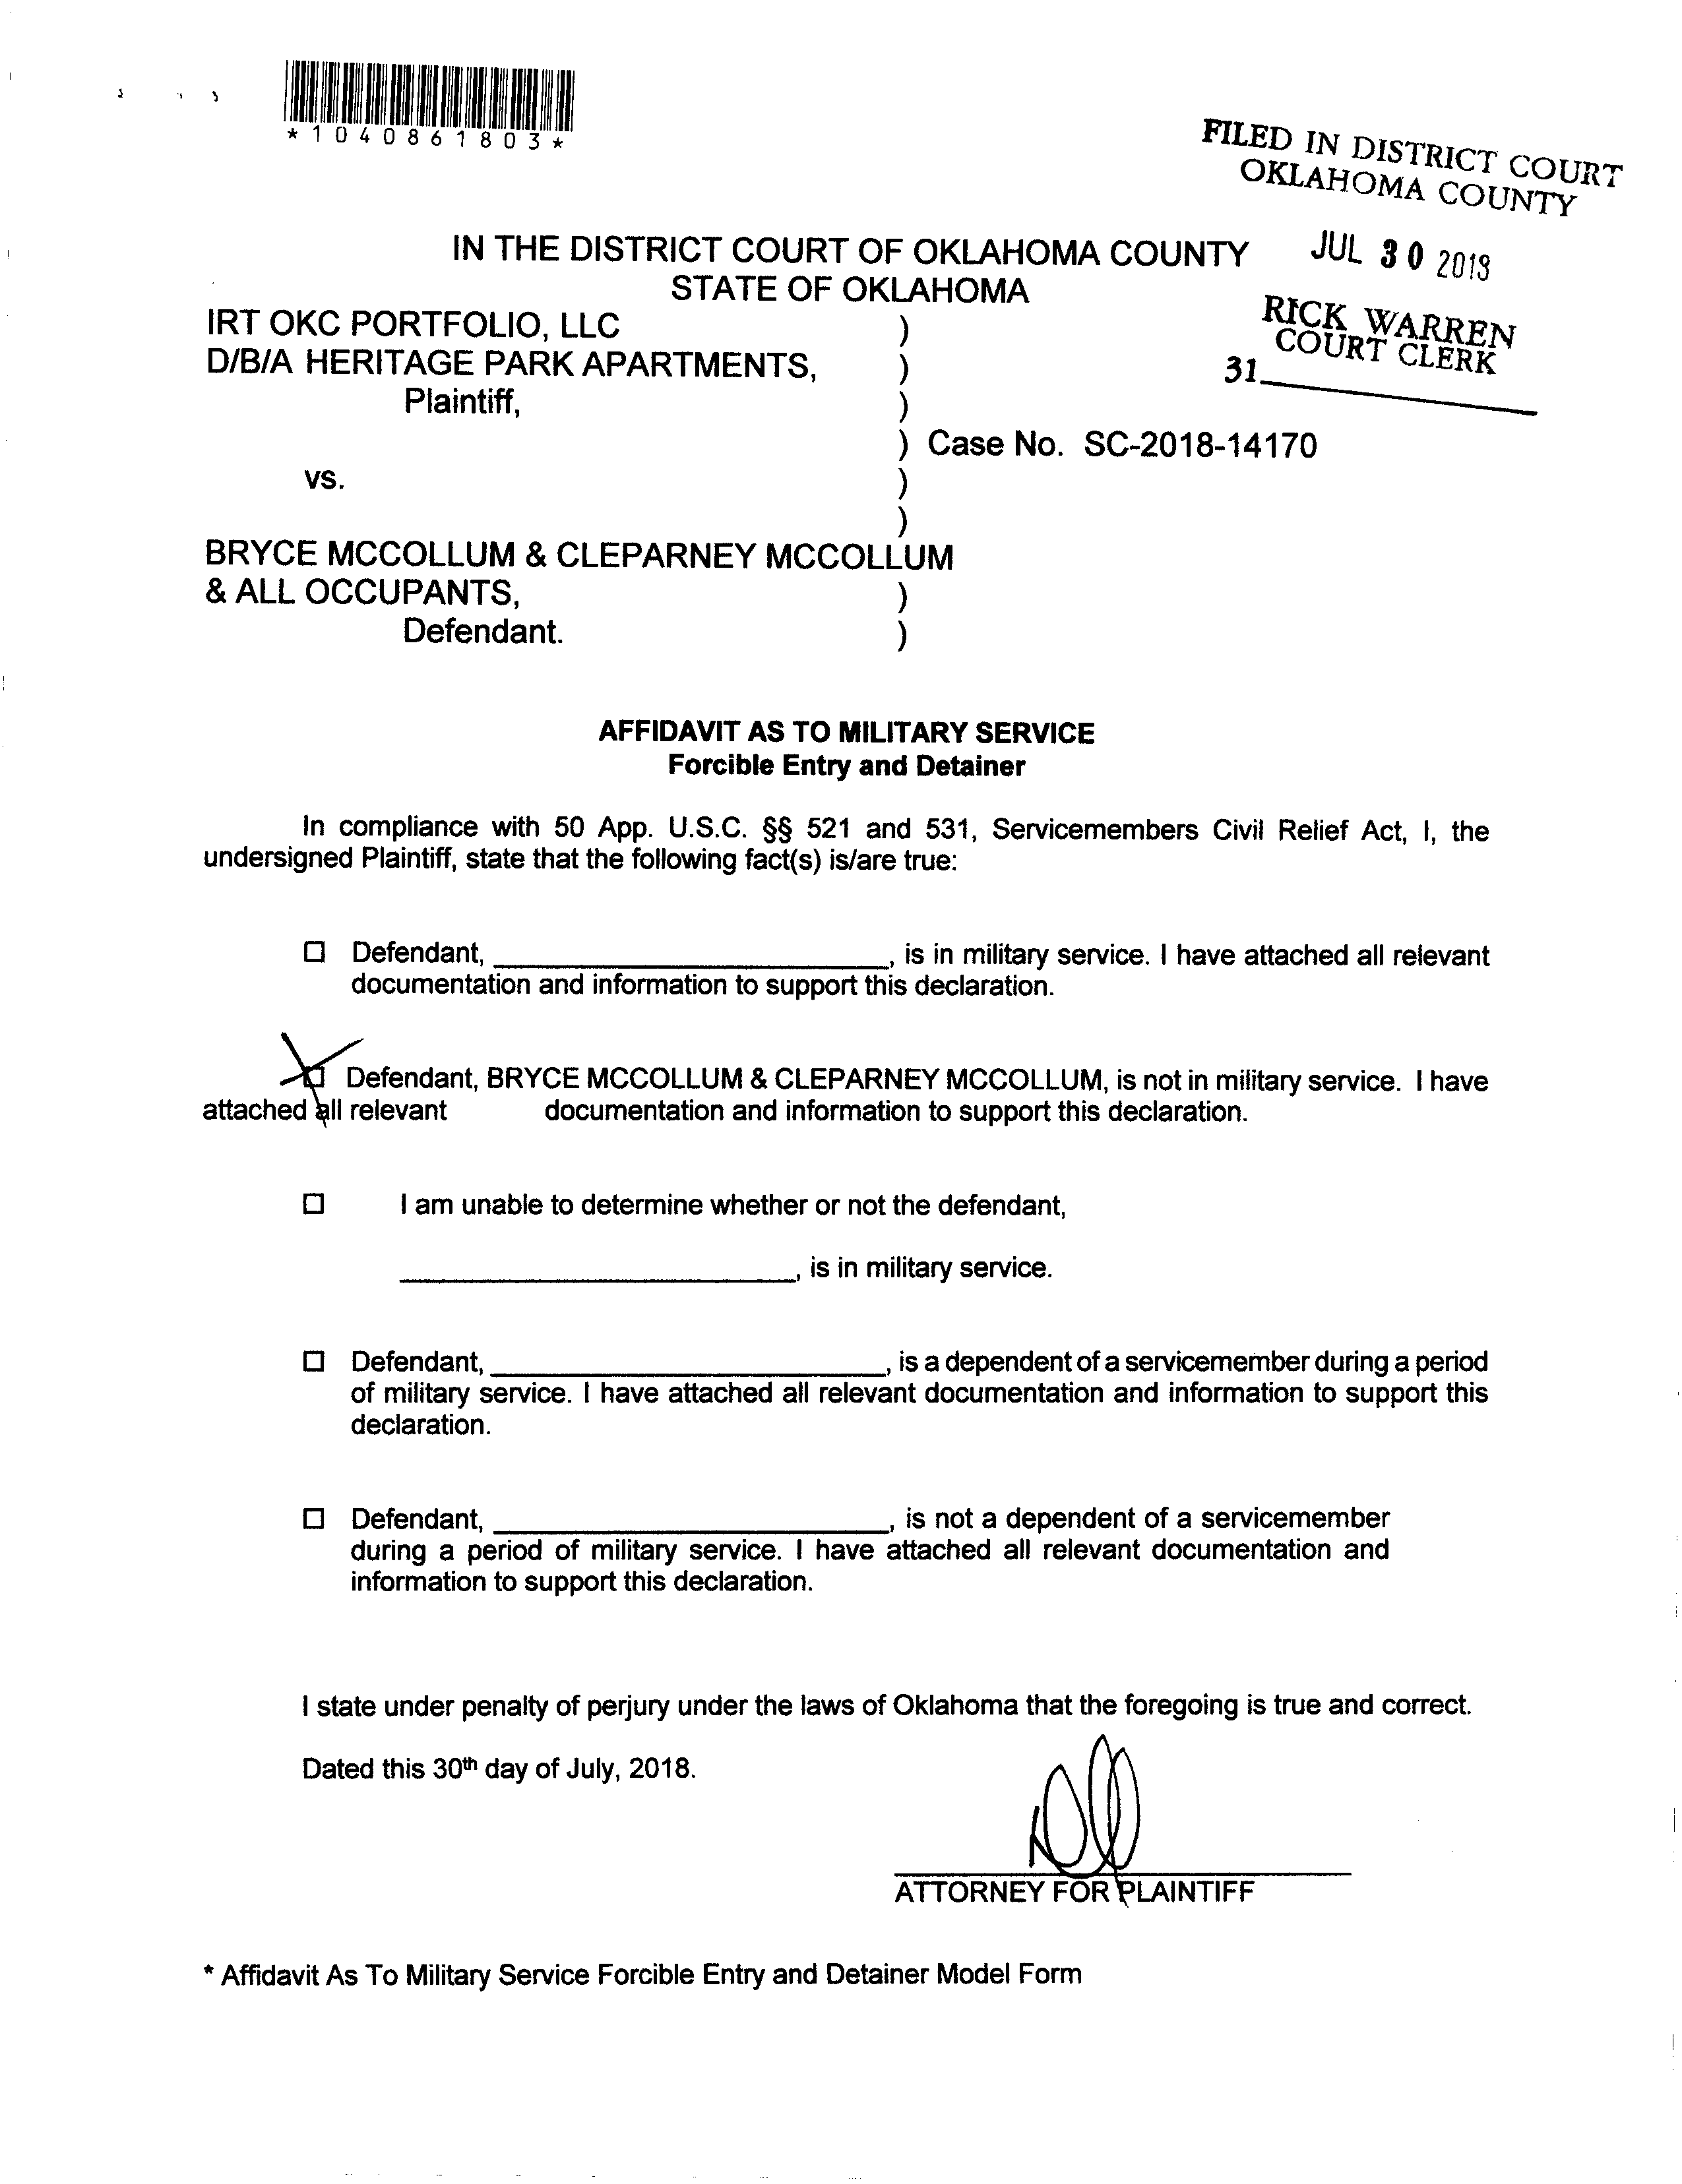 *1040861803*
FILED IN DISTRICT COURT
OKLAHOMA COUNTY
JUL 30 2018
RICK WARREN
COURT CLERK
31
IN THE DISTRICT COURT OF OKLAHOMA COUNTY
STATE OF OKLAHOMA
IRT OKC PORTFOLIO, LLC )
D/B/A HERITAGE PARK APARTMENTS, )
Plaintiff, )
) Case No. SC-2018-14170
vs. )
)
BRYCE MCCOLLUM & CLEPARNEY MCCOLLUM
& ALL OCCUPANTS, )
Defendant. )
AFFIDAVIT AS TO MILITARY SERVICE
Forcible Entry and Detainer
In compliance with 50 App. U.S.C. §§ 521 and 531, Servicemembers Civil Relief Act, I, the
undersigned Plaintiff, state that the following fact(s) is/are true:
☐ Defendant, ____________________, is in military service. I have attached all relevant
documentation and information to support this declaration.
☒ Defendant, BRYCE MCCOLLUM & CLEPARNEY MCCOLLUM, is not in military service. I have
attached all relevant documentation and information to support this declaration.
☐ I am unable to determine whether or not the defendant,
____________________, is in military service.
☐ Defendant, ____________________, is a dependent of a servicemember during a period
of military service. I have attached all relevant documentation and information to support this
declaration.
☐ Defendant, ____________________, is not a dependent of a servicemember
during a period of military service. I have attached all relevant documentation and
information to support this declaration.
I state under penalty of perjury under the laws of Oklahoma that the foregoing is true and correct.
Dated this 30th day of July, 2018.
ATTORNEY FOR PLAINTIFF
* Affidavit As To Military Service Forcible Entry and Detainer Model Form